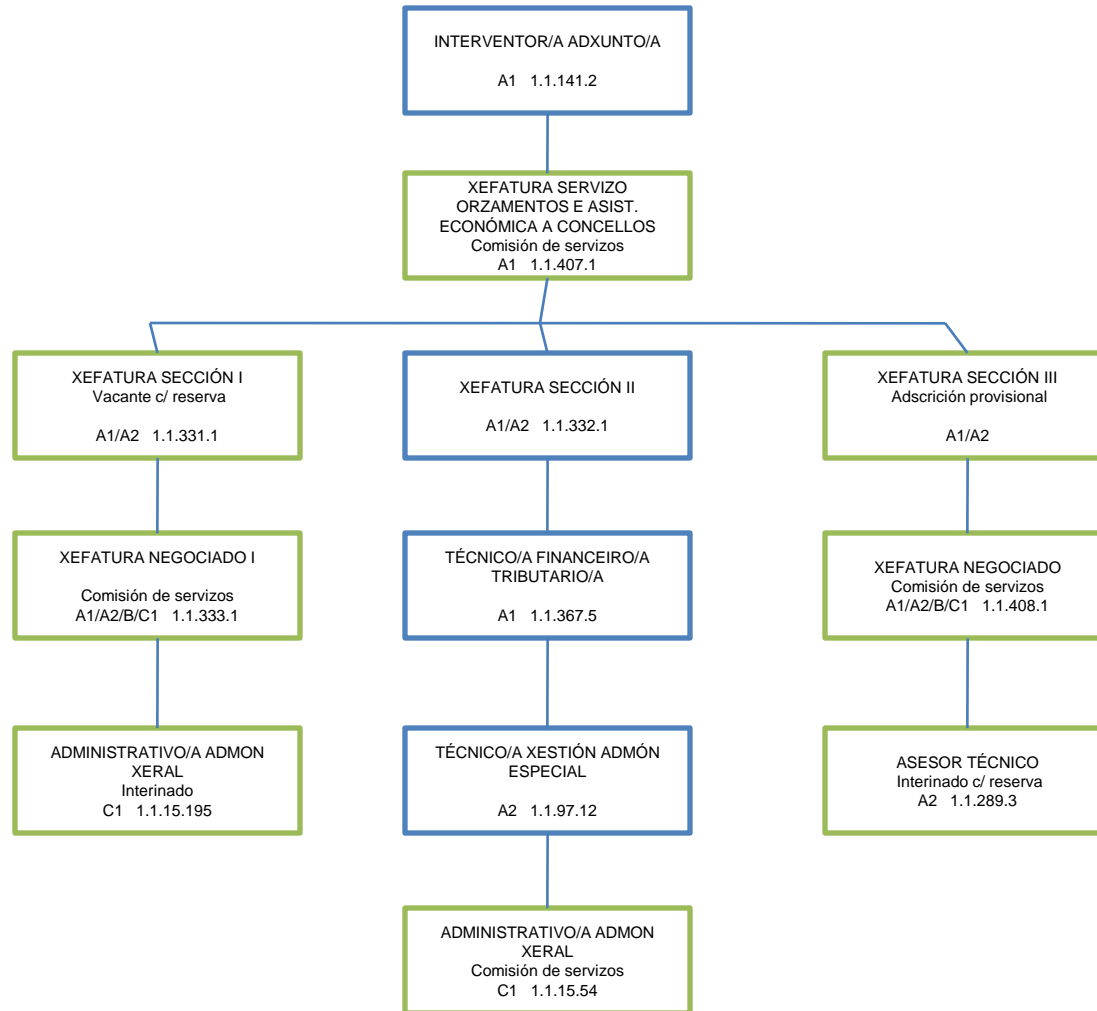 INTERVENTOR/A ADXUNTO/A
A1 1.1.141.2
XEFATURA SERVIZO
ORZAMENTOS E ASIST.
ECONÓMICA A CONCELLOS
Comisión de servizos
A1 1.1.407.1
XEFATURA SECCIÓN I
Vacante c/ reserva
A1/A2 1.1.331.1
XEFATURA SECCIÓN II
A1/A2 1.1.332.1
XEFATURA SECCIÓN III
Adscrición provisional
A1/A2
XEFATURA NEGOCIADO I
Comisión de servizos
A1/A2/B/C1 1.1.333.1
TÉCNICO/A FINANCEIRO/A
TRIBUTARIO/A
A1 1.1.367.5
XEFATURA NEGOCIADO
Comisión de servizos
A1/A2/B/C1 1.1.408.1
ADMINISTRATIVO/A ADMON
XERAL
Interinado
C1 1.1.15.195
TÉCNICO/A XESTIÓN ADMÓN
ESPECIAL
A2 1.1.97.12
ASESOR TÉCNICO
Interinado c/ reserva
A2 1.1.289.3
ADMINISTRATIVO/A ADMON
XERAL
Comisión de servizos
C1 1.1.15.54